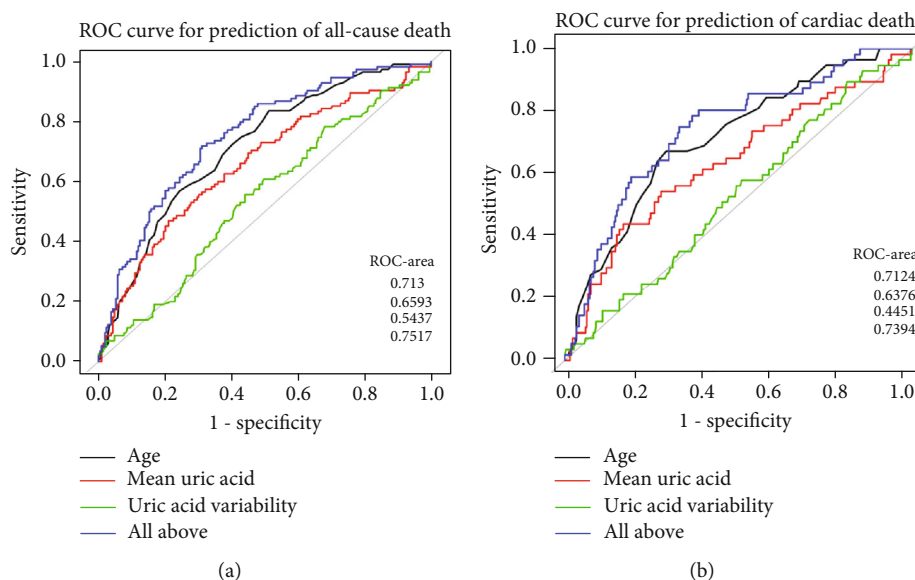 ROC curve for prediction of all-cause death
Sensitivity
1.0
0.8
0.6
0.4
0.2
0.0
ROC-area
0.713
0.6593
0.5437
0.7517
0.0 0.2 0.4 0.6 0.8 1.0
1 - specificity
Age
Mean uric acid
Uric acid variability
All above
(a)
ROC curve for prediction of cardiac death
Sensitivity
1.0
0.8
0.6
0.4
0.2
0.0
ROC-area
0.7124
0.6376
0.4451
0.7394
0.0 0.2 0.4 0.6 0.8 1.0
1 - specificity
Age
Mean uric acid
Uric acid variability
All above
(b)